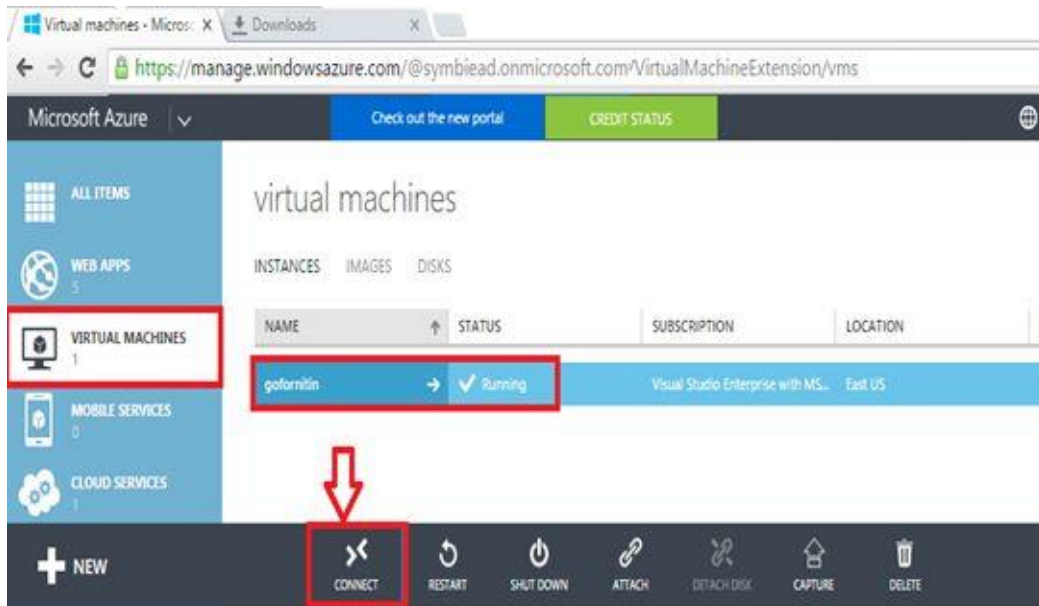 Virtual machines - Micros
Downloads
https://manage.windowsazure.com/@symbiead.onmicrosoft.com/VirtualMachineExtension/vms
Microsoft Azure
Check out the new portal
CREDIT STATUS
ALL ITEMS
WEB APPS
5
VIRTUAL MACHINES
1
MOBILE SERVICES
0
CLOUD SERVICES
1
virtual machines
INSTANCES IMAGES DISKS
NAME STATUS SUBSCRIPTION LOCATION
gofornitin Running Visual Studio Enterprise with MS... East US
NEW
CONNECT
RESTART
SHUT DOWN
ATTACH
DETACH DISK
CAPTURE
DELETE